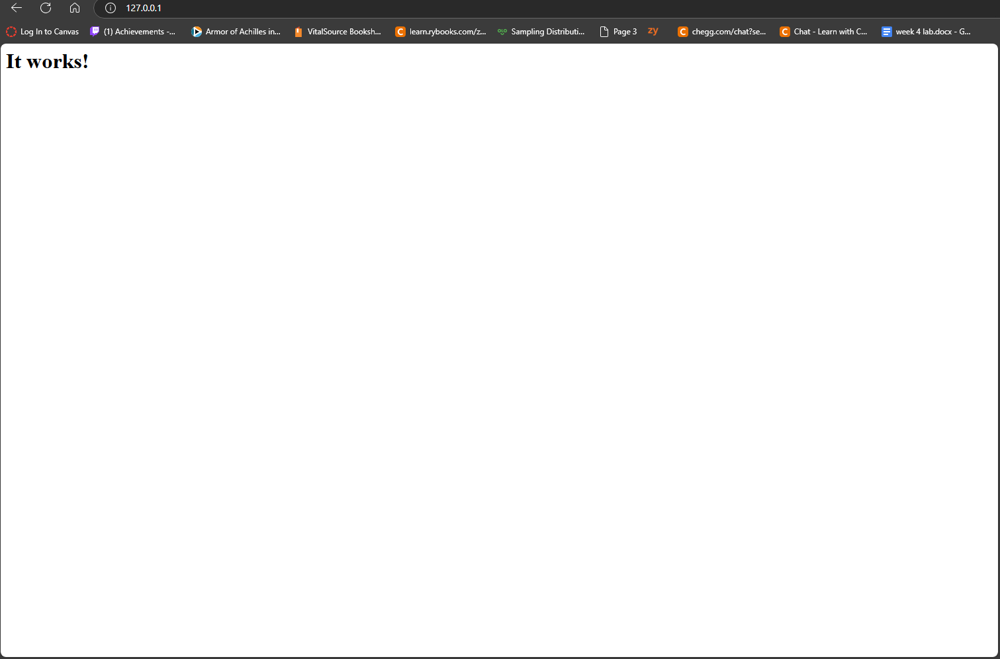 127.0.0.1
Log In to Canvas (1) Achievements -... Armor of Achilles in... VitalSource Booksh... learn.rybooks.com/z... Sampling Distributi... Page 3 zy chegg.com/chat?se... Chat - Learn with C... week 4 lab.docx - G...
It works!